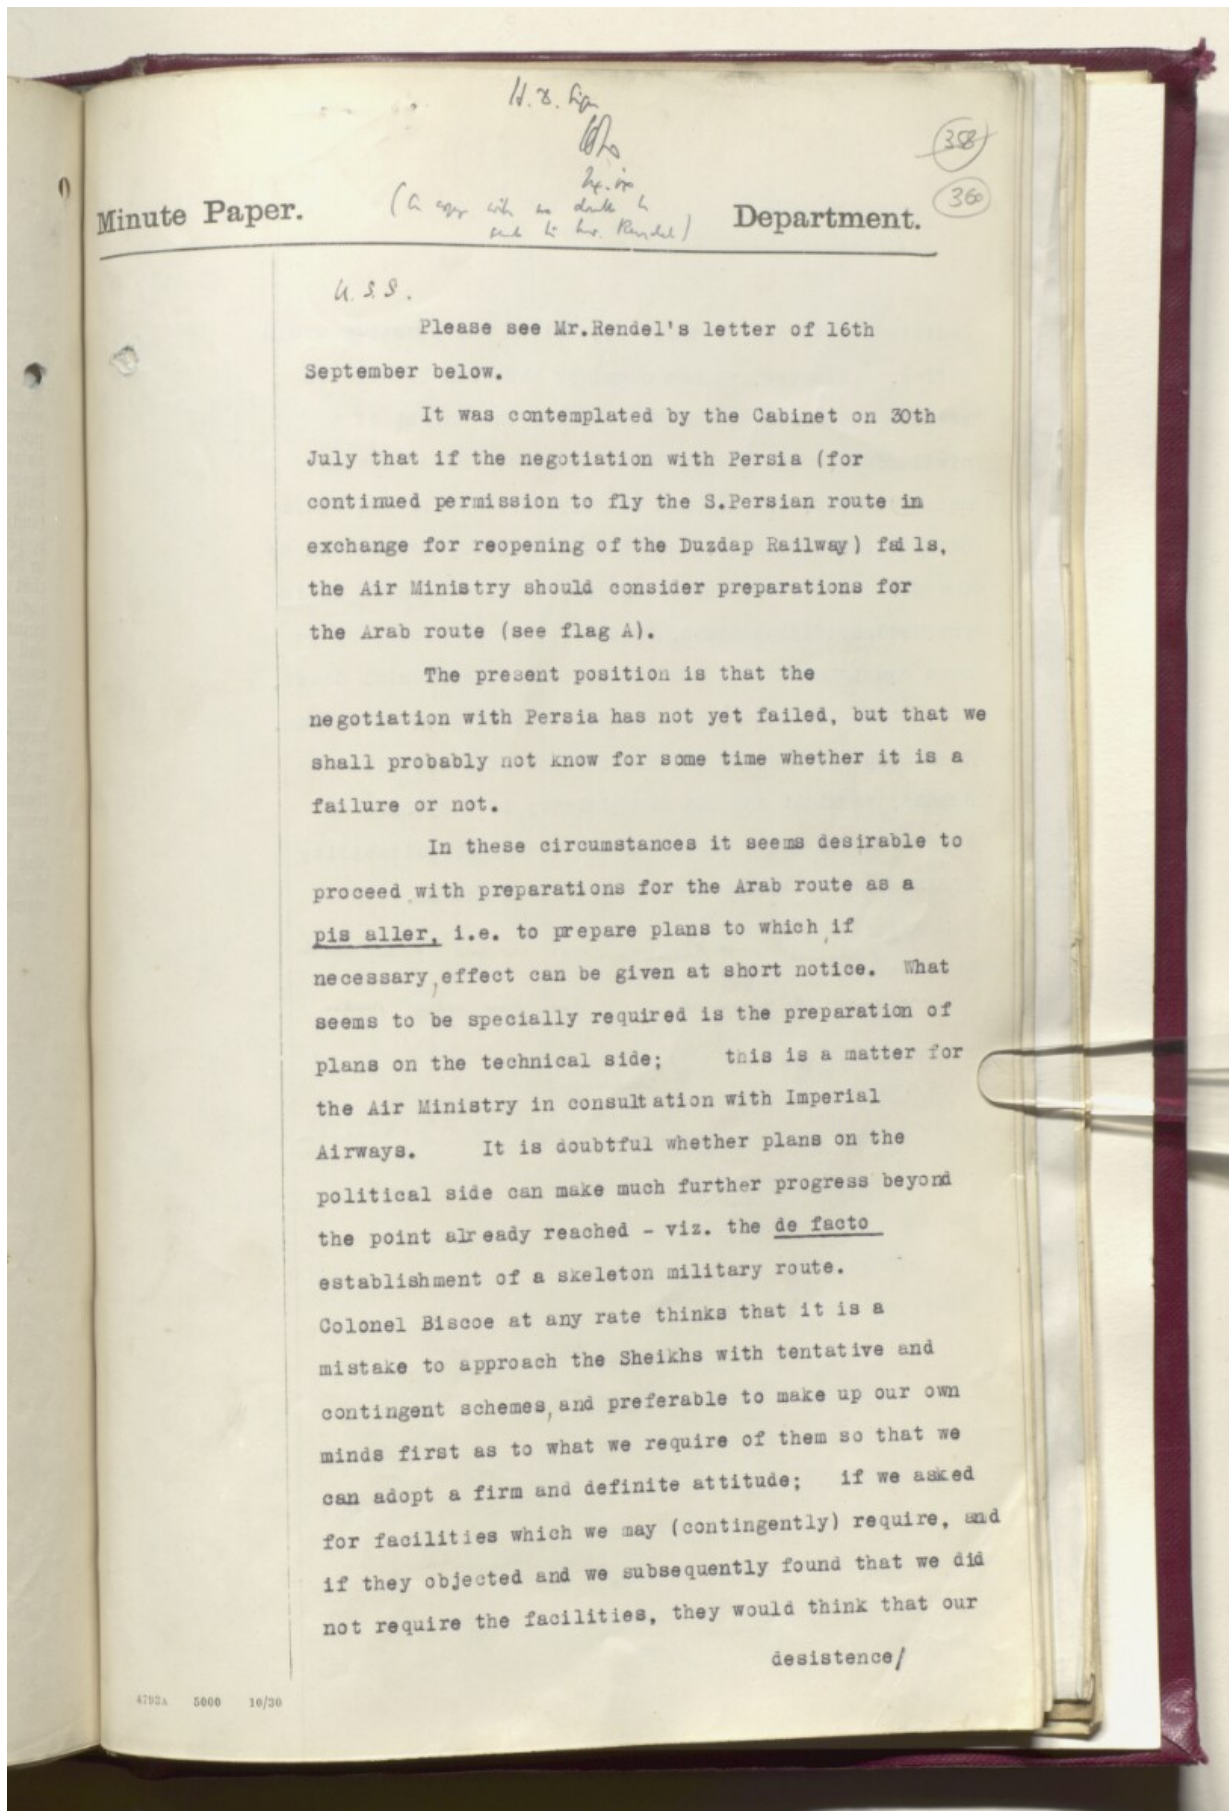 358
360
Minute Paper.
Department.
U.S.S.
Please see Mr.Rendel's letter of 16th
September below.
It was contemplated by the Cabinet on 30th
July that if the negotiation with Persia (for
continued permission to fly the S.Persian route in
exchange for reopening of the Duzdap Railway) fails,
the Air Ministry should consider preparations for
the Arab route (see flag A).
The present position is that the
negotiation with Persia has not yet failed, but that we
shall probably not know for some time whether it is a
failure or not.
In these circumstances it seems desirable to
proceed with preparations for the Arab route as a
pis aller, i.e. to prepare plans to which, if
necessary, effect can be given at short notice. What
seems to be specially required is the preparation of
plans on the technical side; this is a matter for
the Air Ministry in consultation with Imperial
Airways. It is doubtful whether plans on the
political side can make much further progress beyond
the point already reached - viz. the de facto
establishment of a skeleton military route.
Colonel Biscoe at any rate thinks that it is a
mistake to approach the Sheikhs with tentative and
contingent schemes, and preferable to make up our own
minds first as to what we require of them so that we
can adopt a firm and definite attitude; if we asked
for facilities which we may (contingently) require, and
if they objected and we subsequently found that we did
not require the facilities, they would think that our
desistence/
4792A 5000 10/30